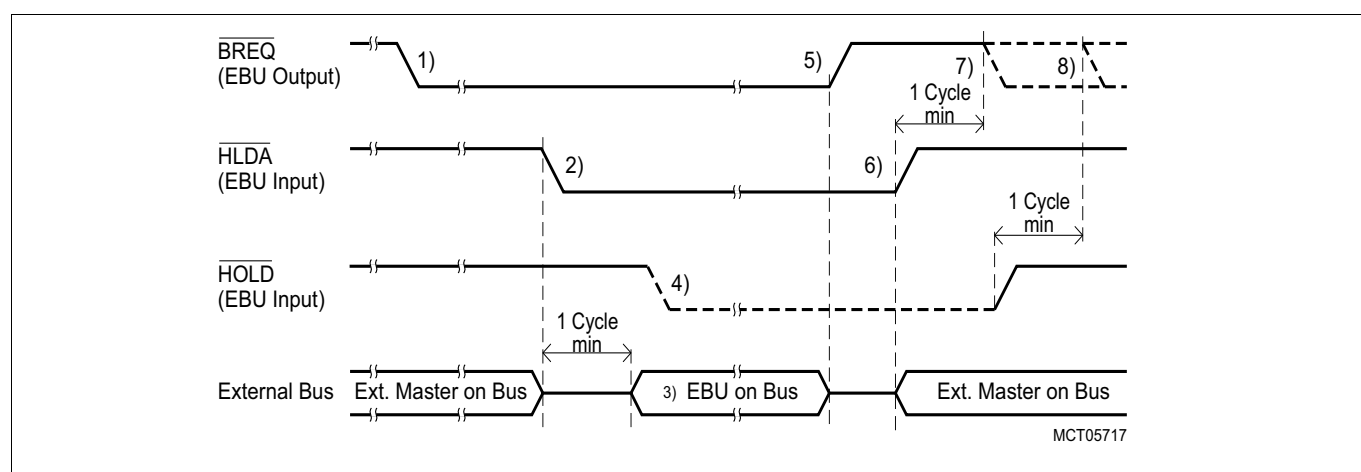 BREQ
(EBU Output)
1)
5)
7)
8)
1 Cycle
min
HLDA
(EBU Input)
2)
6)
1 Cycle
min
HOLD
(EBU Input)
4)
1 Cycle
min
External Bus
Ext. Master on Bus
3) EBU on Bus
Ext. Master on Bus
MCT05717